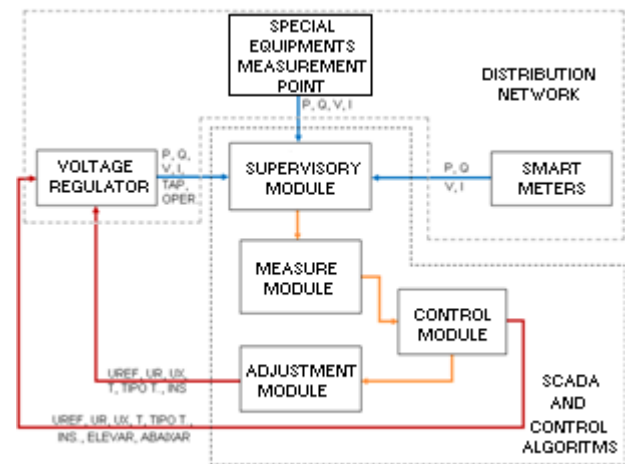 SPECIAL
EQUIPMENTS
MEASUREMENT
POINT
DISTRIBUTION
NETWORK
P, Q, V, I
VOLTAGE
REGULATOR
P, Q,
V, I,
TAP,
OPER.
SUPERVISORY
MODULE
P, Q
V, I
SMART
METERS
MEASURE
MODULE
CONTROL
MODULE
UREF, UR, UX,
T, TIPO T., INS
ADJUSTMENT
MODULE
SCADA
AND
CONTROL
ALGORITMS
UREF, UR, UX, T, TIPO T.,
INS., ELEVAR, ABAIXAR